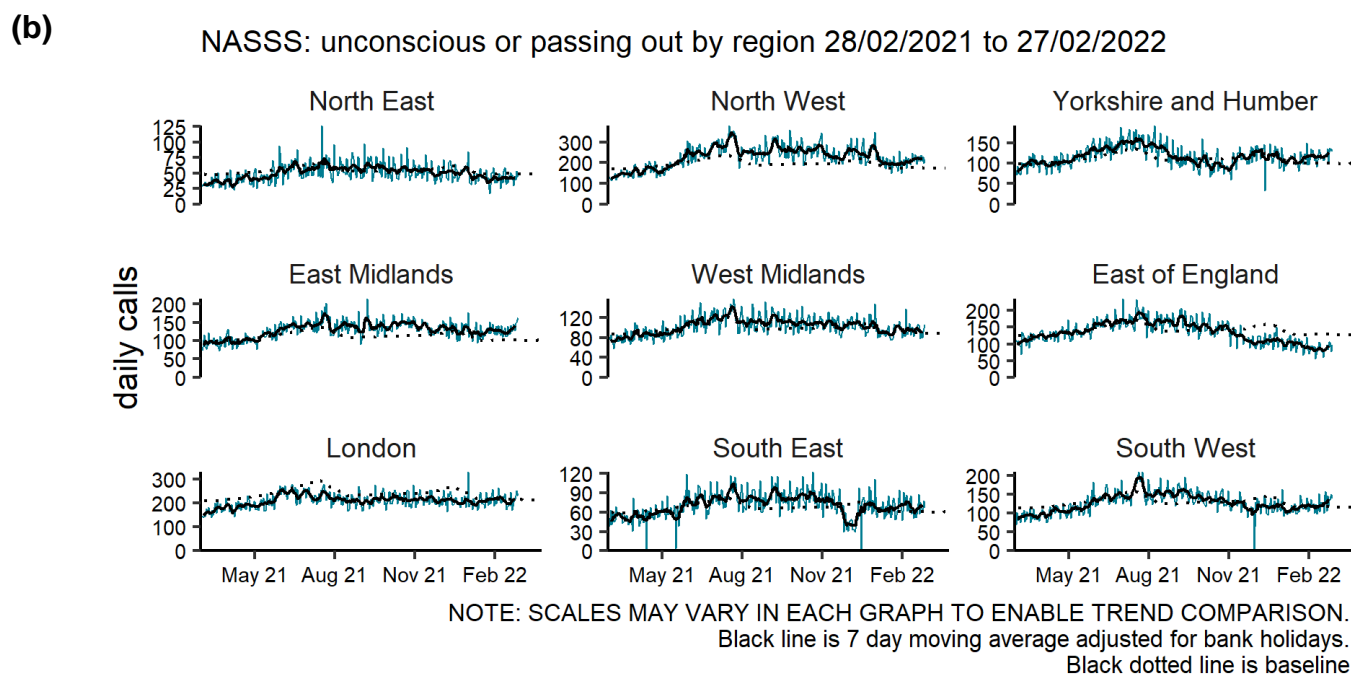 (b)
NASSS: unconscious or passing out by region 28/02/2021 to 27/02/2022
North East
North West
Yorkshire and Humber
125
100
75
50
25
0
300
200
100
0
150
100
50
0
daily calls
East Midlands
West Midlands
East of England
200
150
100
50
0
120
80
40
0
200
150
100
50
0
London
South East
South West
300
200
100
0
120
90
60
30
0
200
150
100
50
0
May 21 Aug 21 Nov 21 Feb 22
May 21 Aug 21 Nov 21 Feb 22
May 21 Aug 21 Nov 21 Feb 22
NOTE: SCALES MAY VARY IN EACH GRAPH TO ENABLE TREND COMPARISON.
Black line is 7 day moving average adjusted for bank holidays.
Black dotted line is baseline